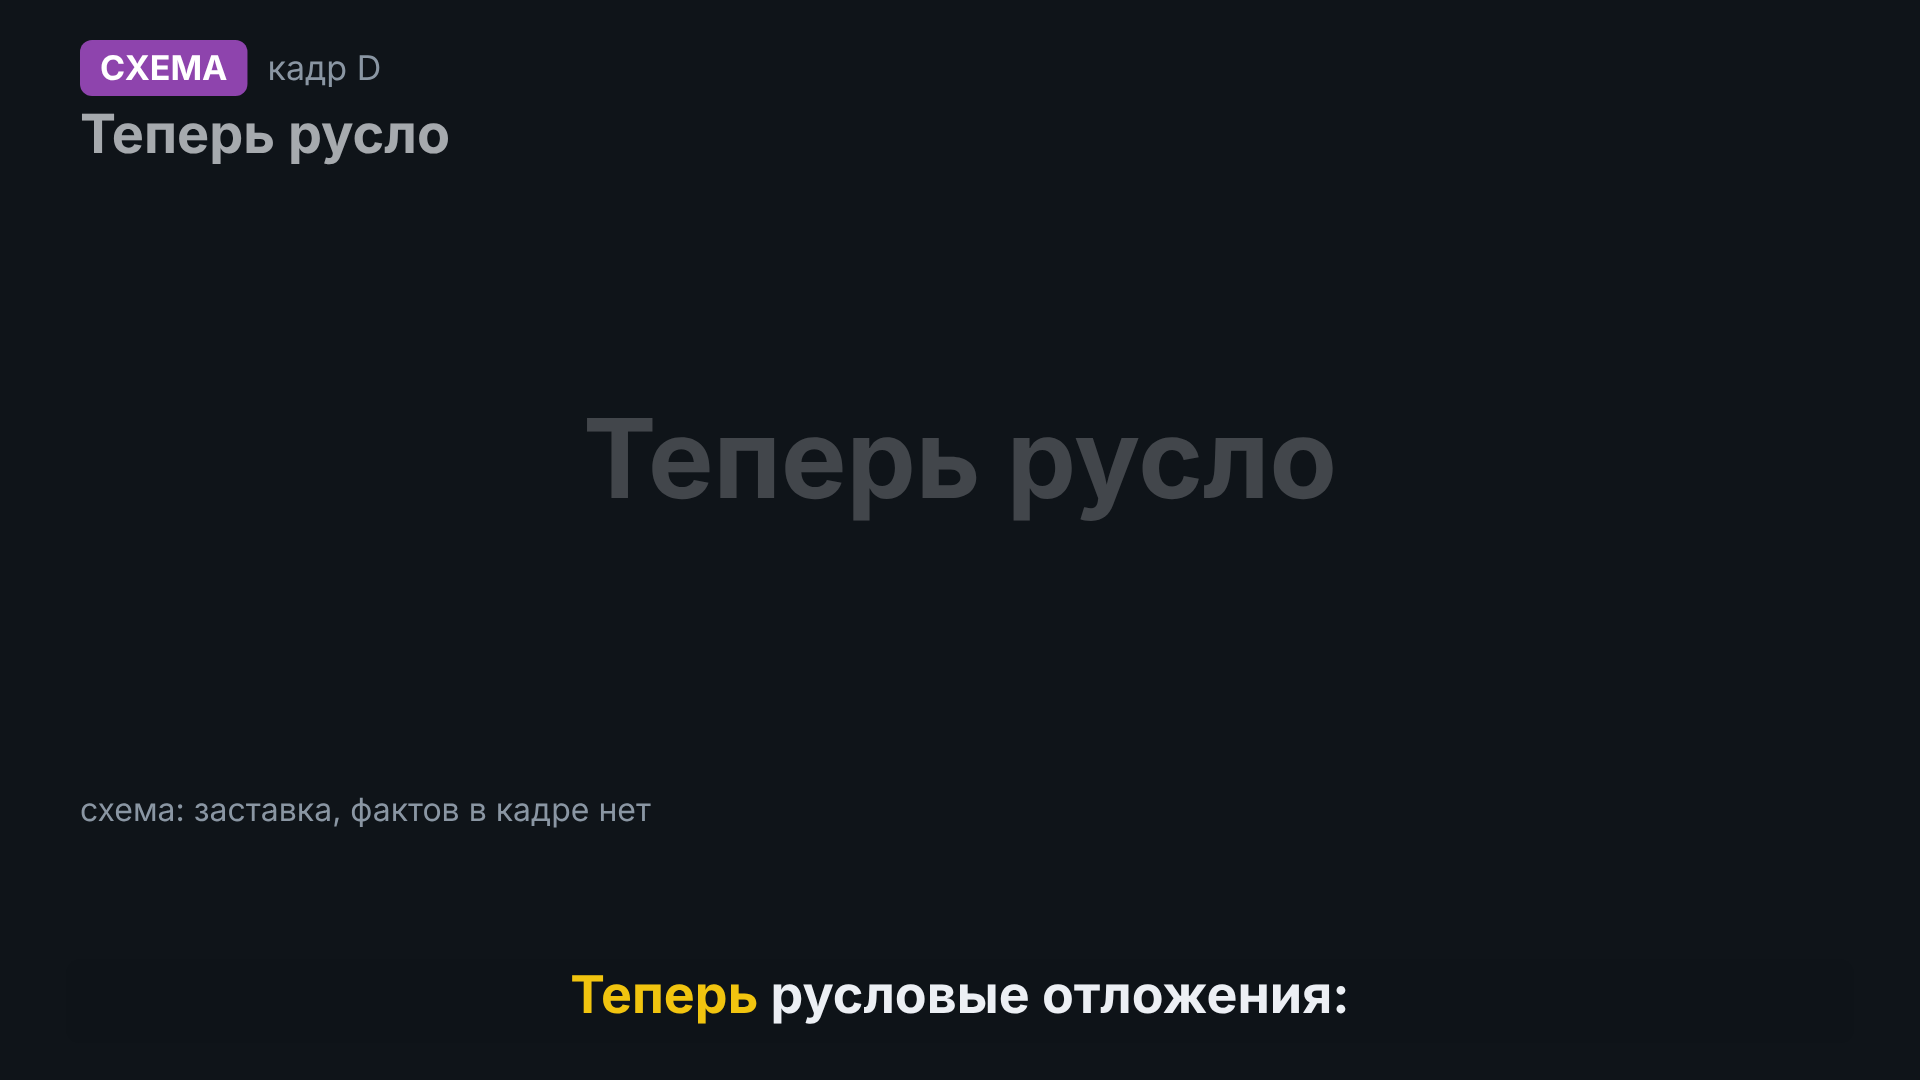 СХЕМА кадр D
Теперь русло
Теперь русло
схема: заставка, фактов в кадре нет
Теперь русловые отложения: